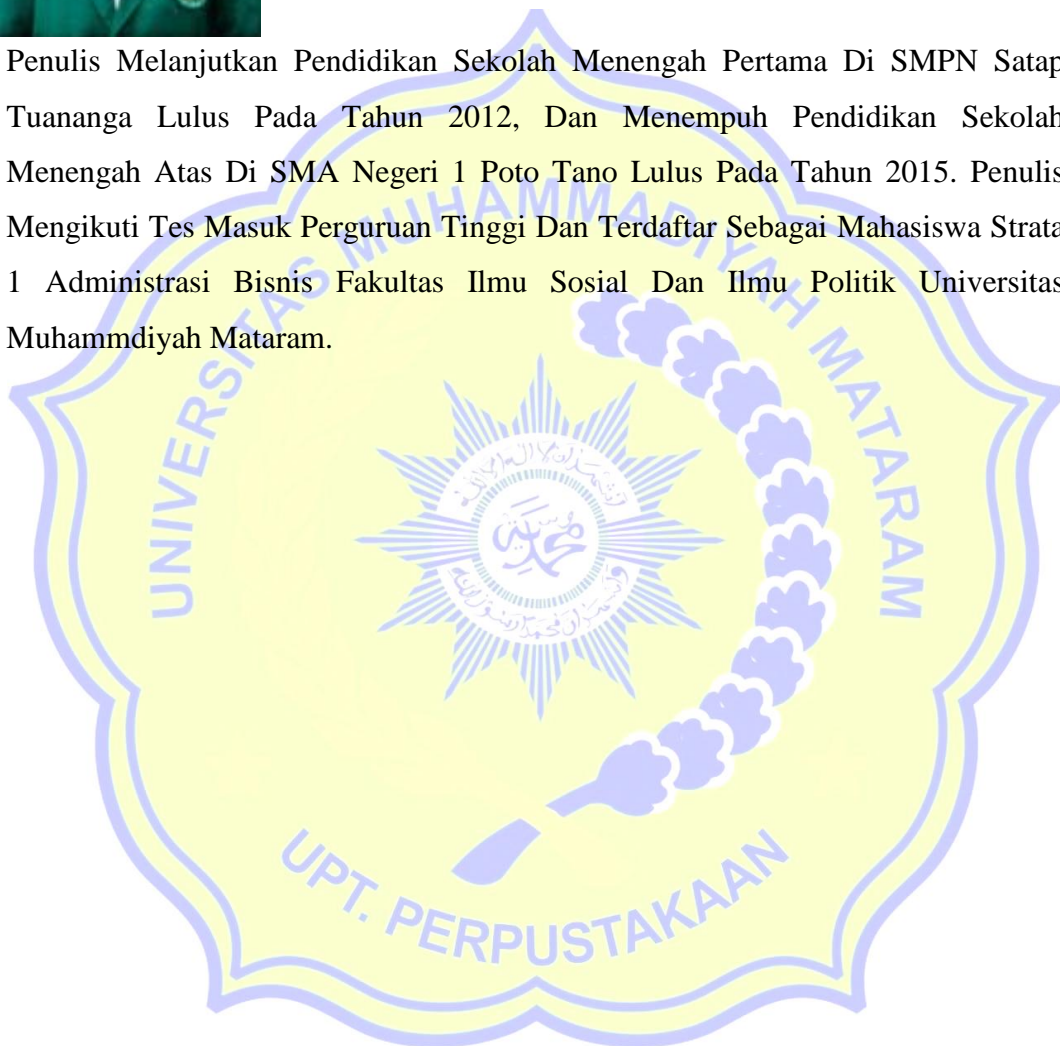 Penulis Melanjutkan Pendidikan Sekolah Menengah Pertama Di SMPN Satap
Tuananga Lulus Pada Tahun 2012, Dan Menempuh Pendidikan Sekolah
Menengah Atas Di SMA Negeri 1 Poto Tano Lulus Pada Tahun 2015. Penulis
Mengikuti Tes Masuk Perguruan Tinggi Dan Terdaftar Sebagai Mahasiswa Strata
1 Administrasi Bisnis Fakultas Ilmu Sosial Dan Ilmu Politik Universitas
Muhammdiyah Mataram.
UNIVERSITAS MUHAMMADIYAH MATARAM
UPT. PERPUSTAKAAN